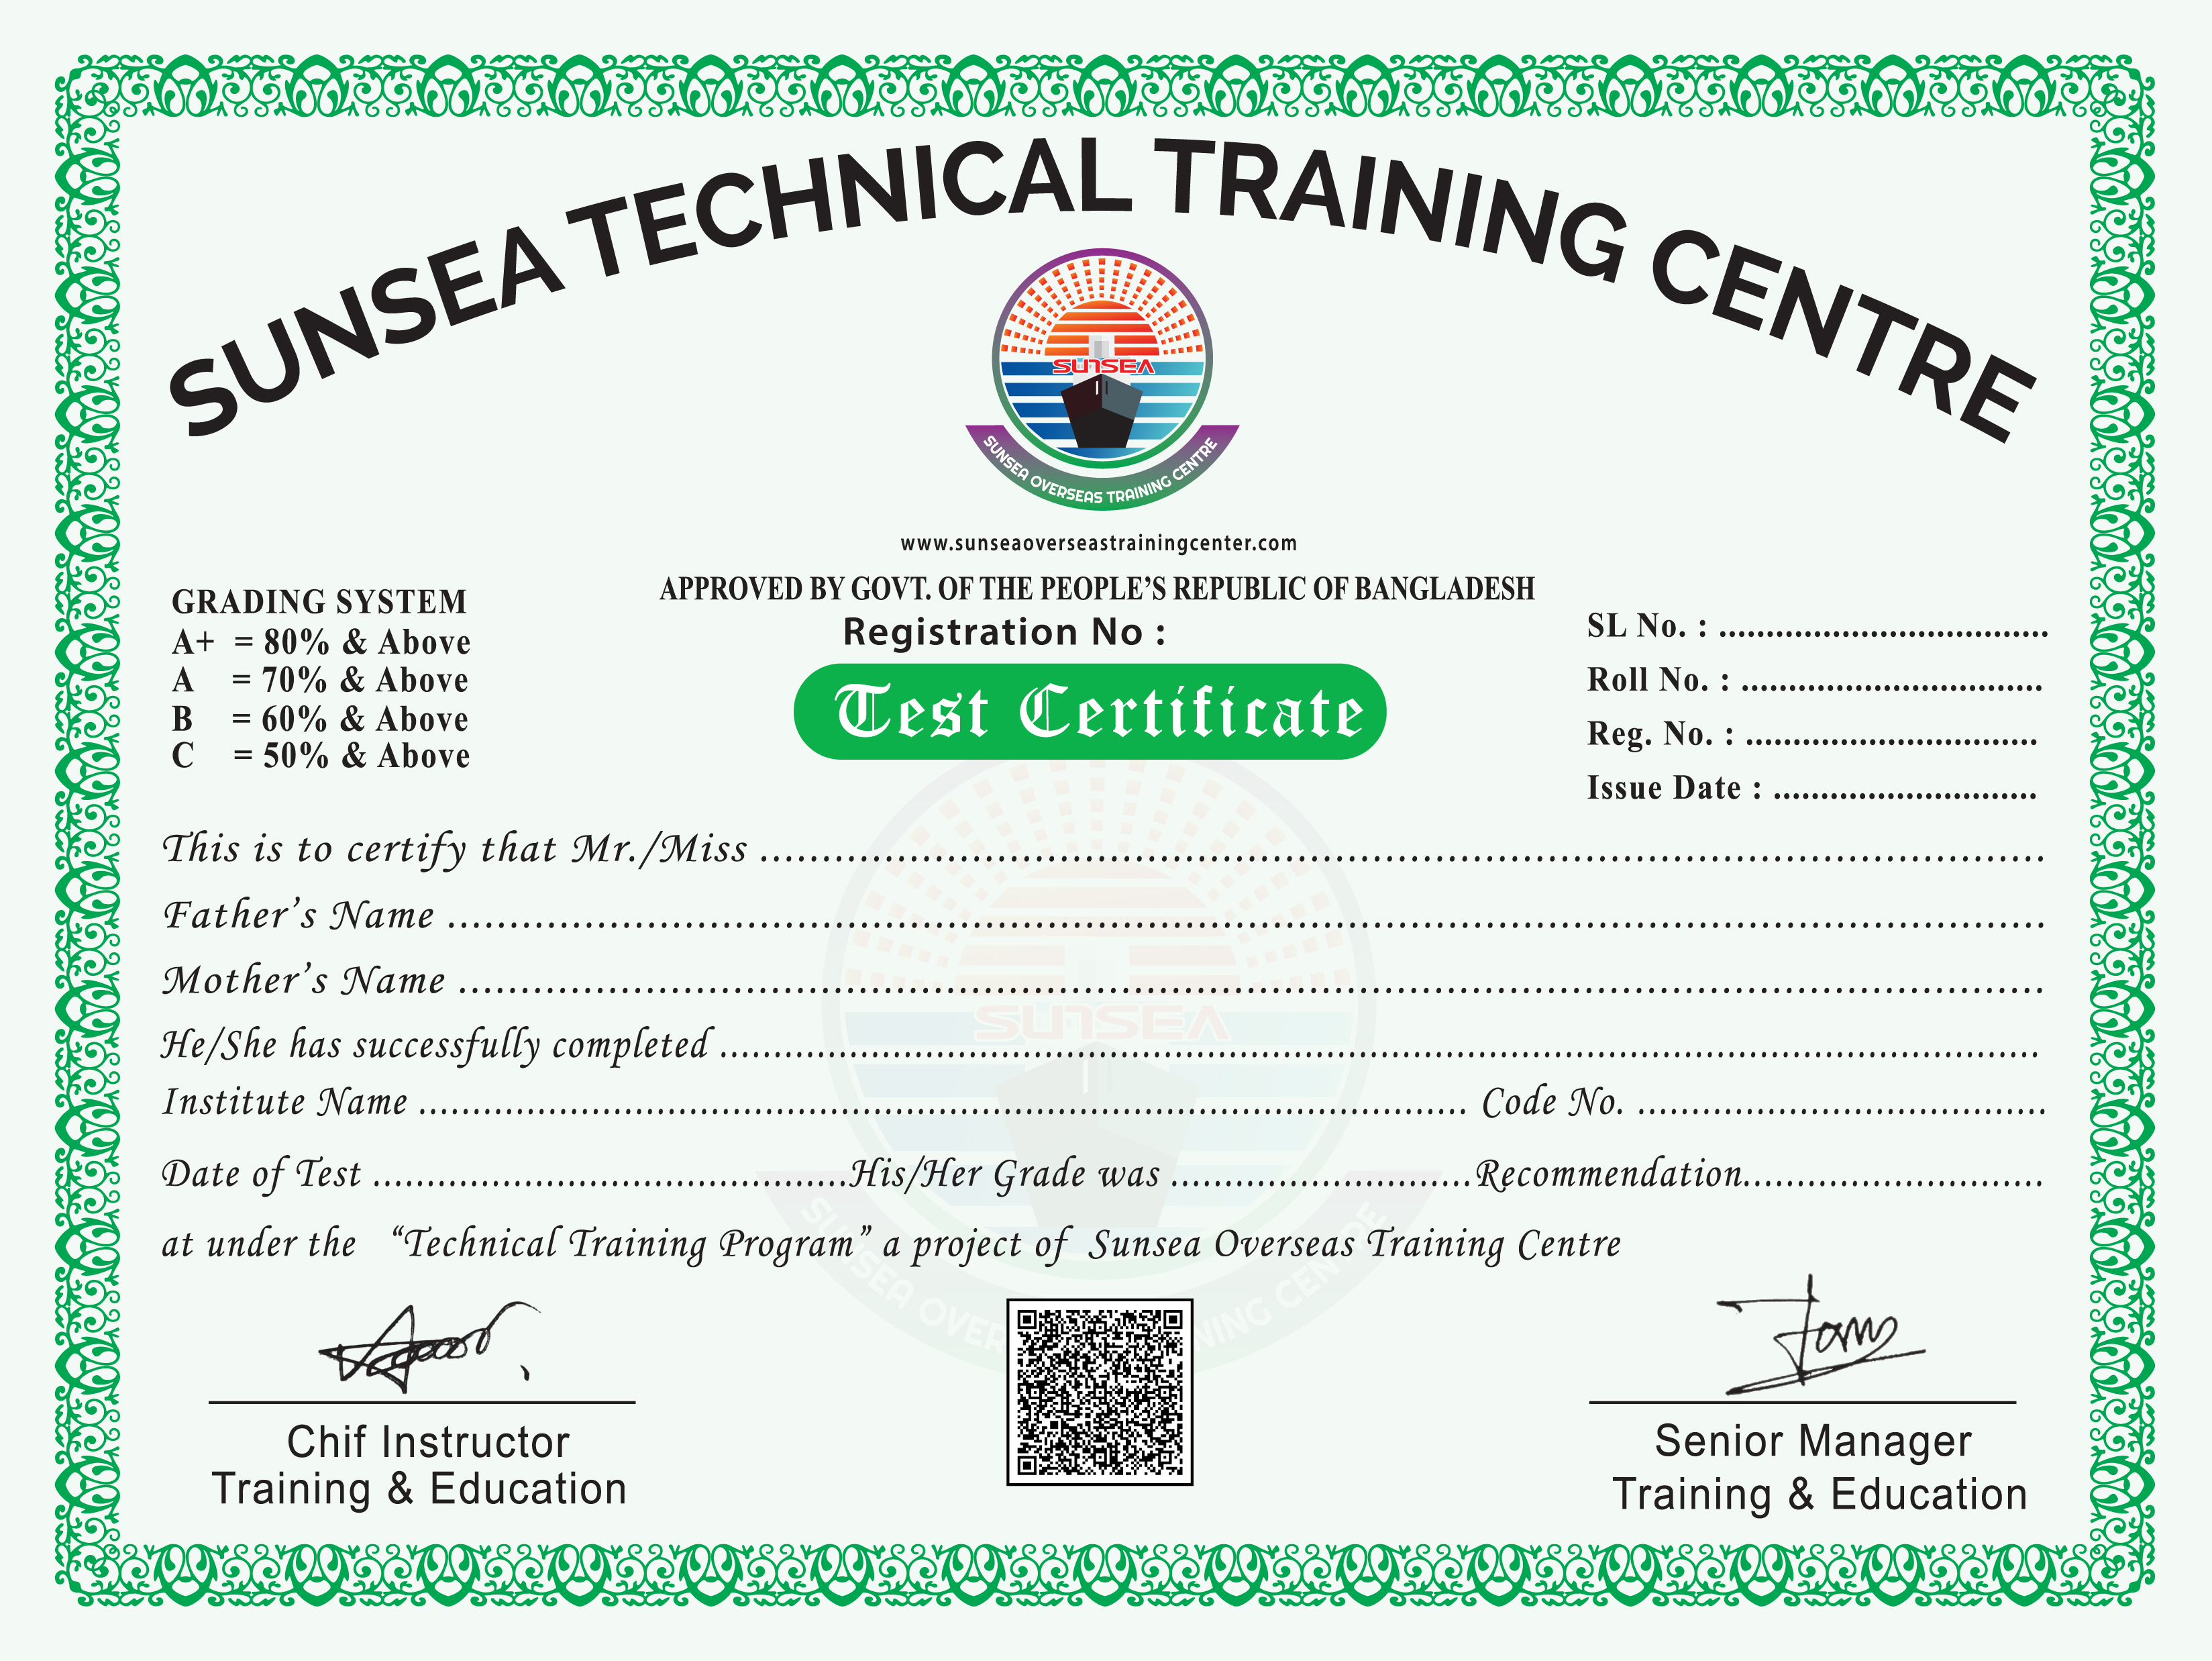 SUNSEA TECHNICAL TRAINING CENTRE
SUNSEA
SUNSEA OVERSEAS TRAINING CENTRE
www.sunseaoverseastrainingcenter.com
APPROVED BY GOVT. OF THE PEOPLE'S REPUBLIC OF BANGLADESH
Registration No :
Test Certificate
GRADING SYSTEM
A+ = 80% & Above
A = 70% & Above
B = 60% & Above
C = 50% & Above
SL No. : ...................................
Roll No. : ................................
Reg. No. : ...............................
Issue Date : ............................
This is to certify that Mr./Miss ....................................................................................................
Father's Name ............................................................................................................................
Mother's Name ...........................................................................................................................
He/She has successfully completed ..........................................................................................................................
Institute Name .................................................................................................... Code No. .......................................
Date of Test .............................................His/Her Grade was ............................Recommendation............................
at under the "Technical Training Program" a project of Sunsea Overseas Training Centre
SUNSEA
Chif Instructor
Training & Education
Senior Manager
Training & Education